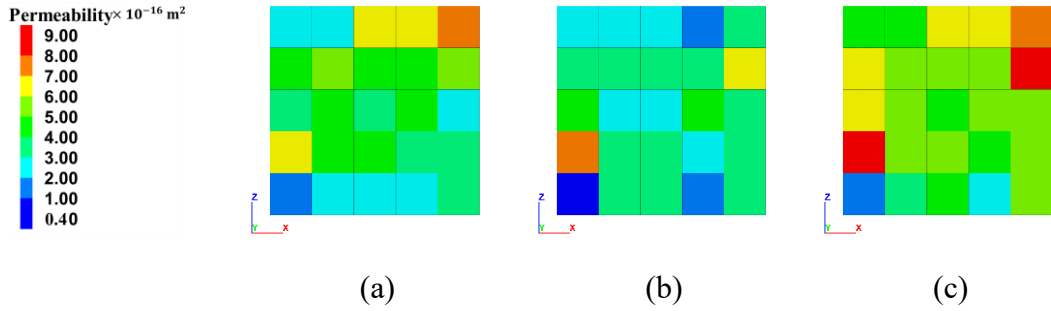 Permeability× 10⁻¹⁶ m²
9.00
8.00
7.00
6.00
5.00
4.00
3.00
2.00
1.00
0.40
Z
Y X
Z
Y X
Z
Y X
(a) (b) (c)